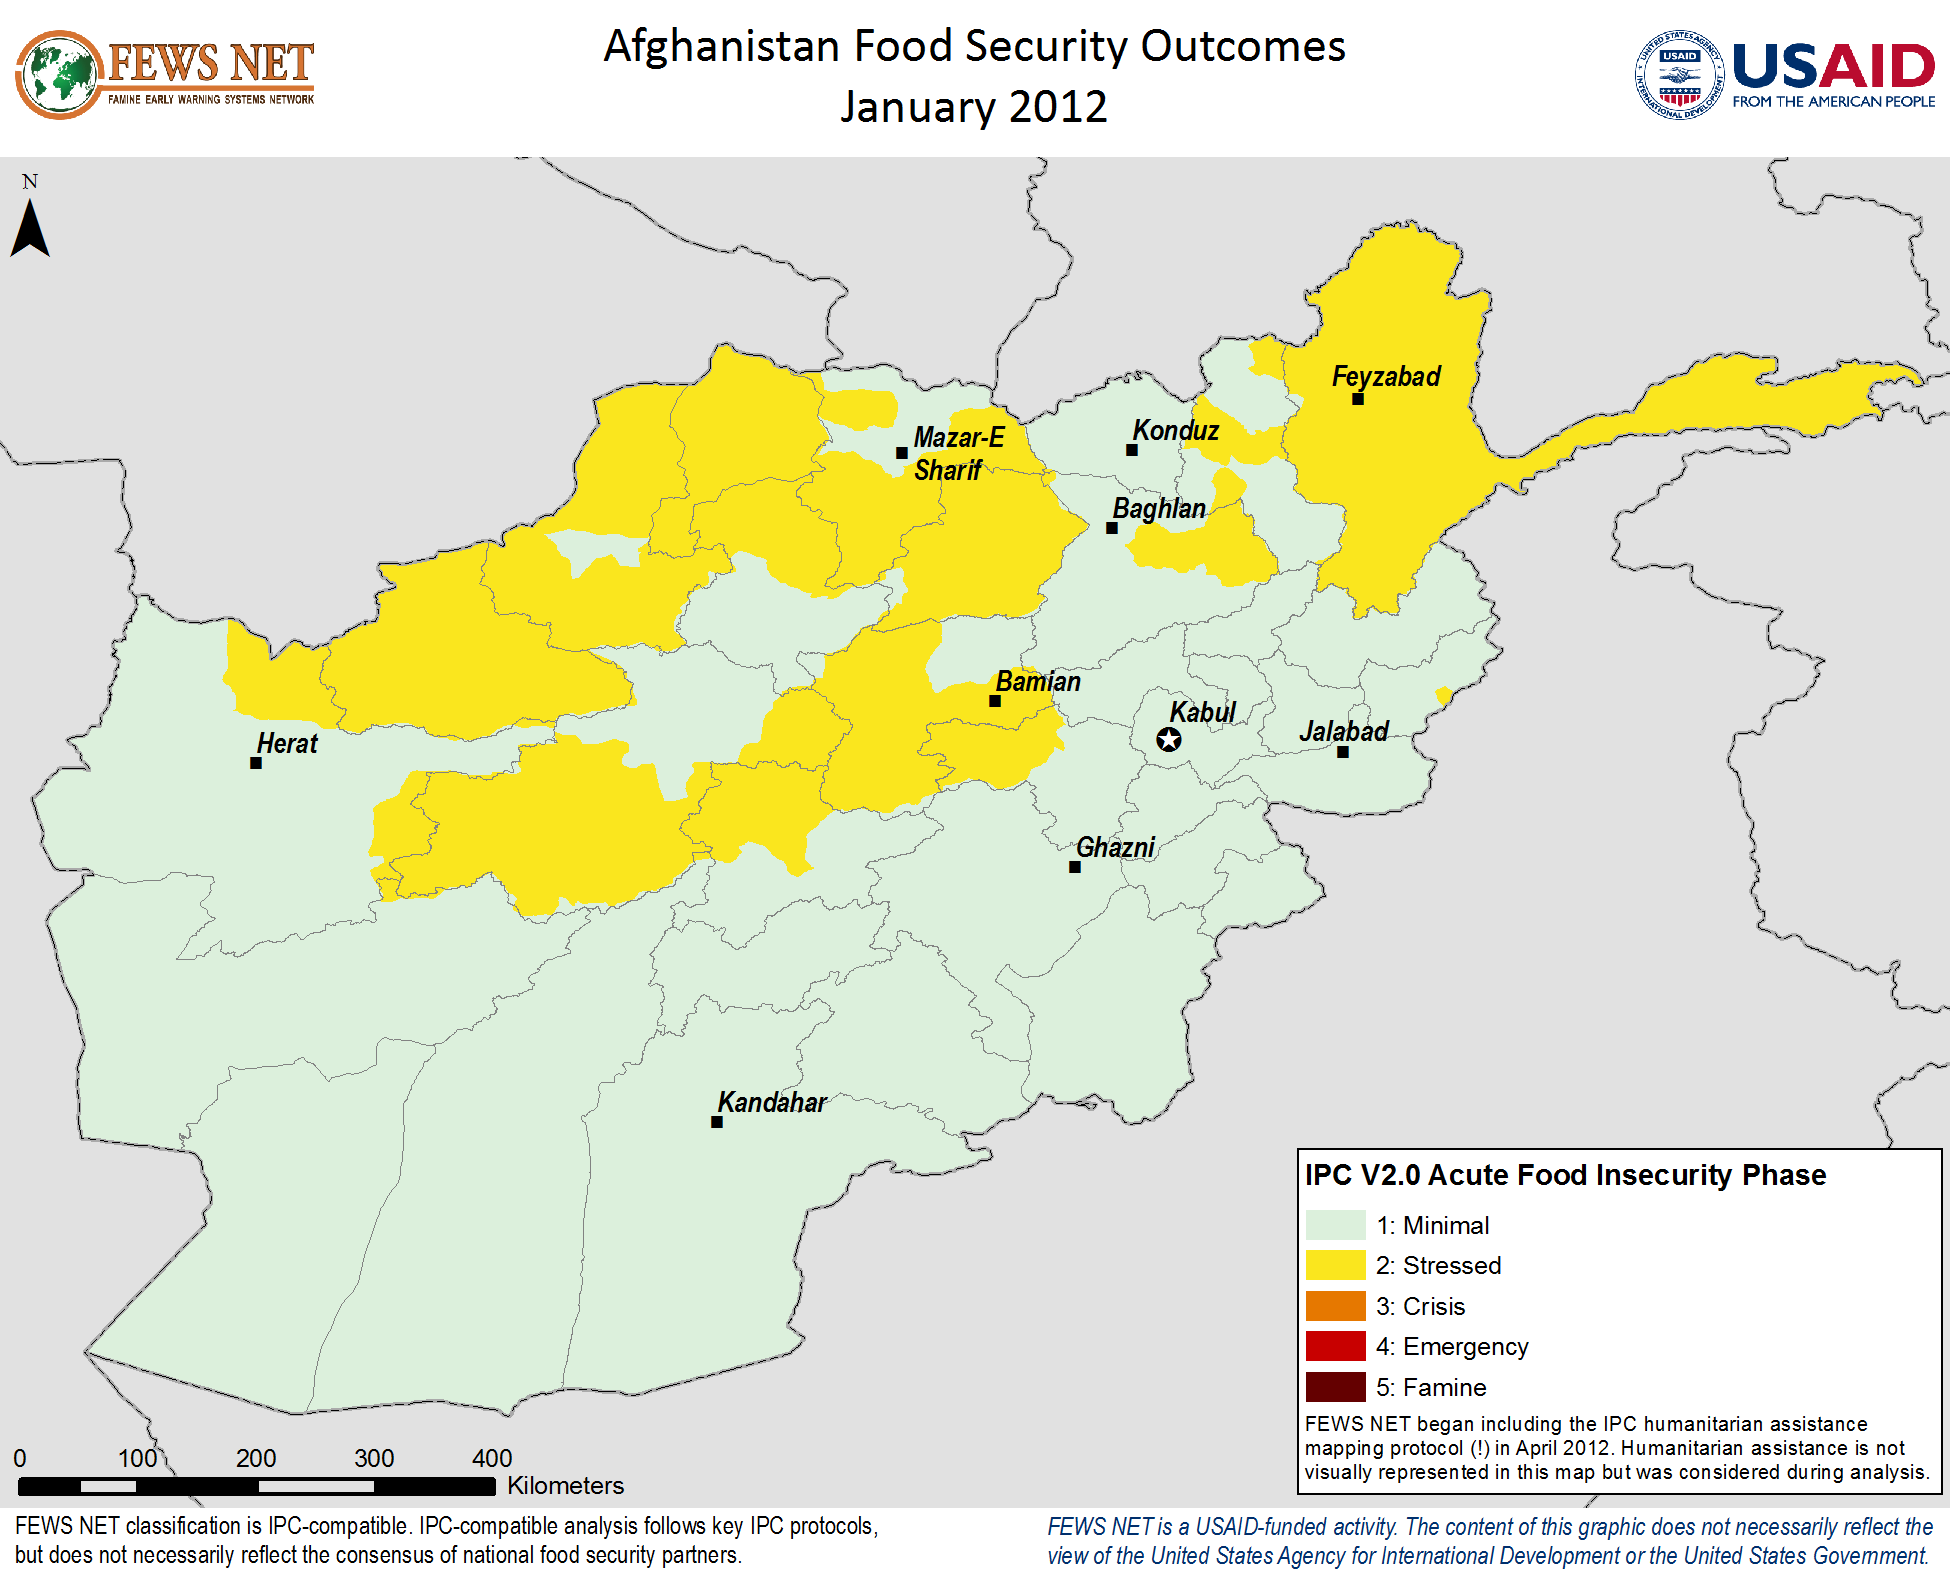 FEWS NET
FAMINE EARLY WARNING SYSTEMS NETWORK
Afghanistan Food Security Outcomes
January 2012
UNITED STATES AGENCY
USAID
INTERNATIONAL DEVELOPMENT
USAID
FROM THE AMERICAN PEOPLE
N
Feyzabad
Mazar-E
Sharif
Konduz
Baghlan
Bamian
Kabul
Jalabad
Herat
Ghazni
Kandahar
IPC V2.0 Acute Food Insecurity Phase
1: Minimal
2: Stressed
3: Crisis
4: Emergency
5: Famine
FEWS NET began including the IPC humanitarian assistance
mapping protocol (!) in April 2012. Humanitarian assistance is not
visually represented in this map but was considered during analysis.
0 100 200 300 400
Kilometers
FEWS NET classification is IPC-compatible. IPC-compatible analysis follows key IPC protocols,
but does not necessarily reflect the consensus of national food security partners.
FEWS NET is a USAID-funded activity. The content of this graphic does not necessarily reflect the
view of the United States Agency for International Development or the United States Government.